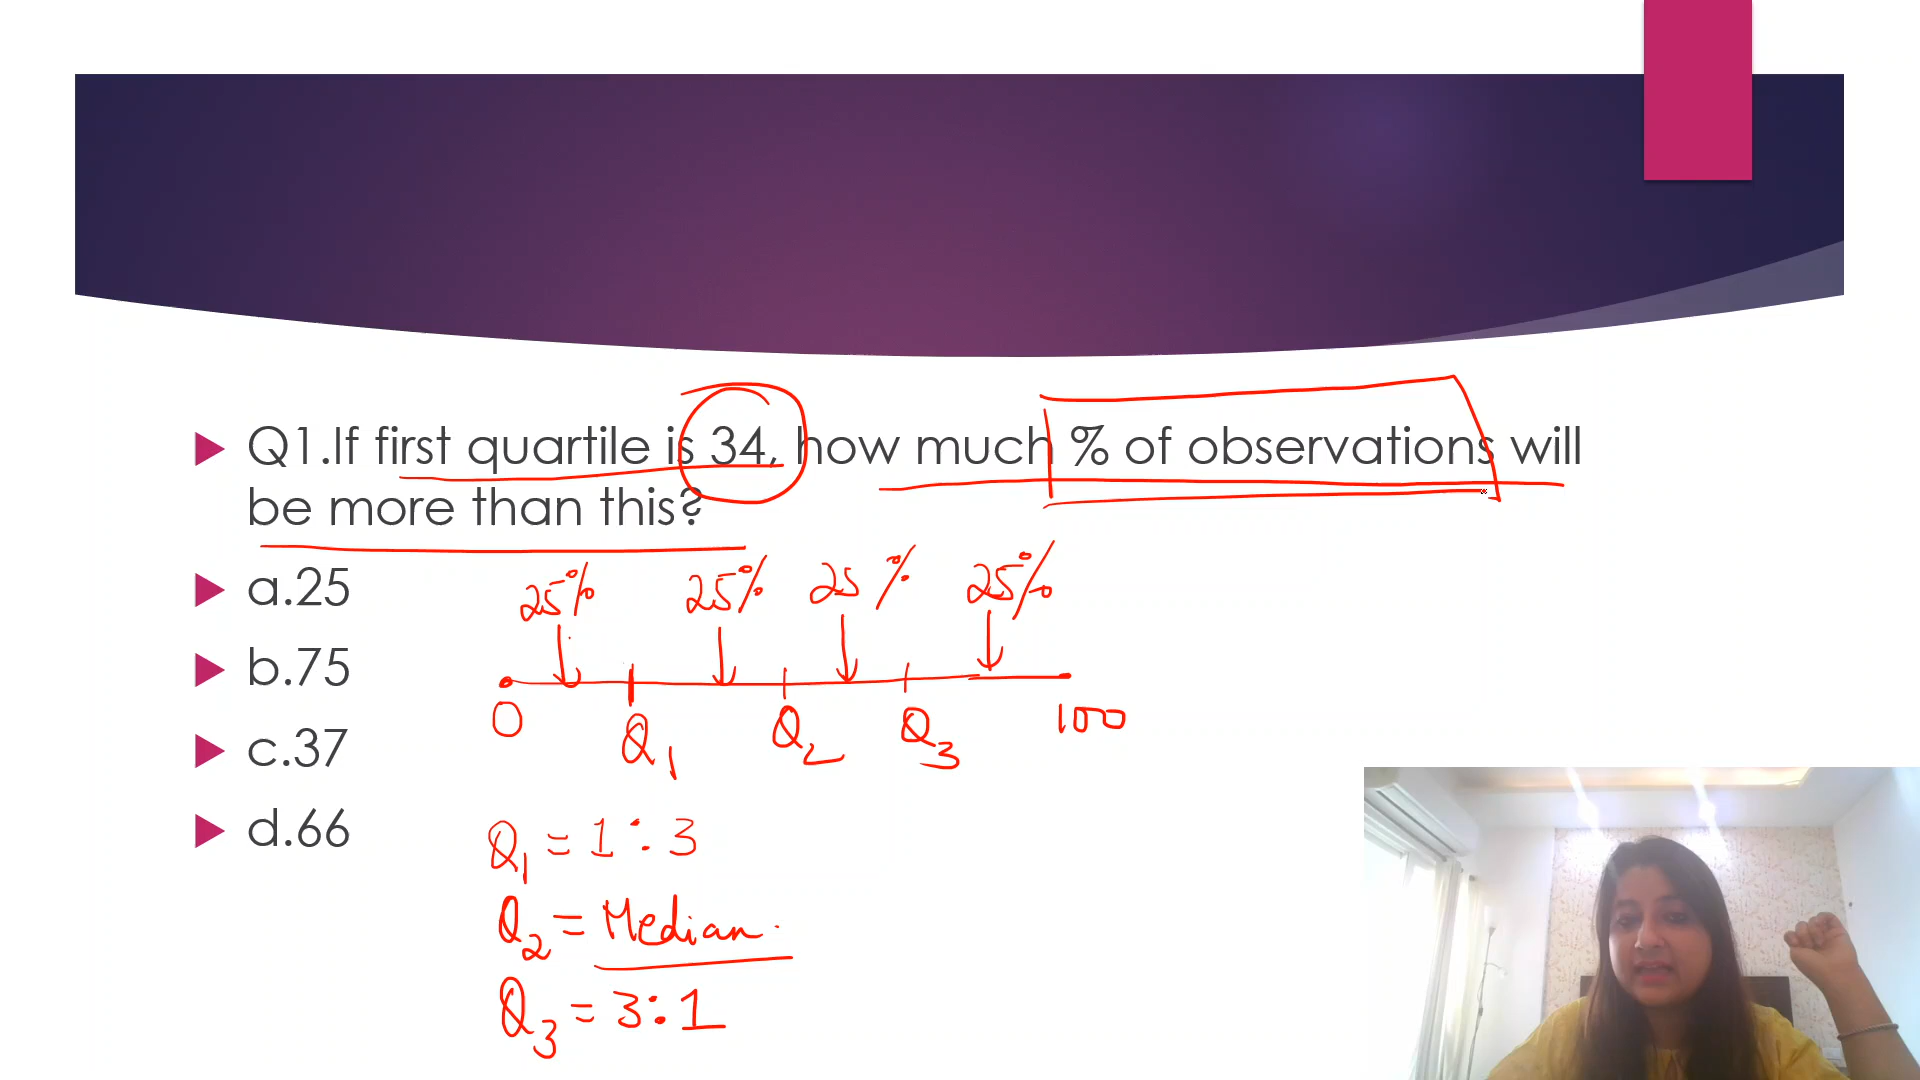 Q1.If first quartile is 34, how much % of observations will
be more than this?
a.25
b.75
c.37
d.66
25% 25% 25% 25%
0 Q1 Q2 Q3 100
Q1 = 1:3
Q2 = Median.
Q3 = 3:1